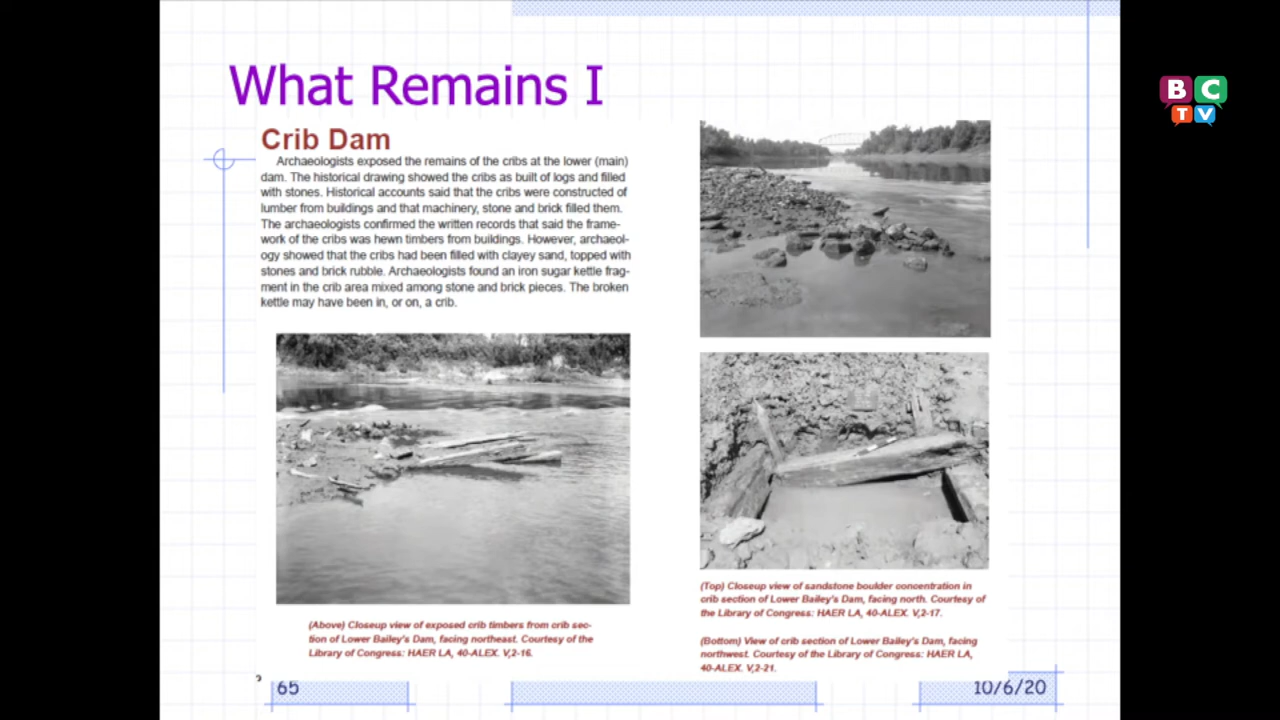 What Remains I
Crib Dam
Archaeologists exposed the remains of the cribs at the lower (main)
dam. The historical drawing showed the cribs as built of logs and filled
with stones. Historical accounts said that the cribs were constructed of
lumber from buildings and that machinery, stone and brick filled them.
The archaeologists confirmed the written records that said the frame-
work of the cribs was hewn timbers from buildings. However, archaeol-
ogy showed that the cribs had been filled with clayey sand, topped with
stones and brick rubble. Archaeologists found an iron sugar kettle frag-
ment in the crib area mixed among stone and brick pieces. The broken
kettle may have been in, or on, a crib.
(Above) Closeup view of exposed crib timbers from crib sec-
tion of Lower Bailey's Dam, facing northeast. Courtesy of the
Library of Congress: HAER LA, 40-ALEX. V,2-16.
(Top) Closeup view of sandstone boulder concentration in
crib section of Lower Bailey's Dam, facing north. Courtesy of
the Library of Congress: HAER LA, 40-ALEX. V,2-17.
(Bottom) View of crib section of Lower Bailey's Dam, facing
northwest. Courtesy of the Library of Congress: HAER LA,
40-ALEX. V,2-21.
65
10/6/20
BC
TV